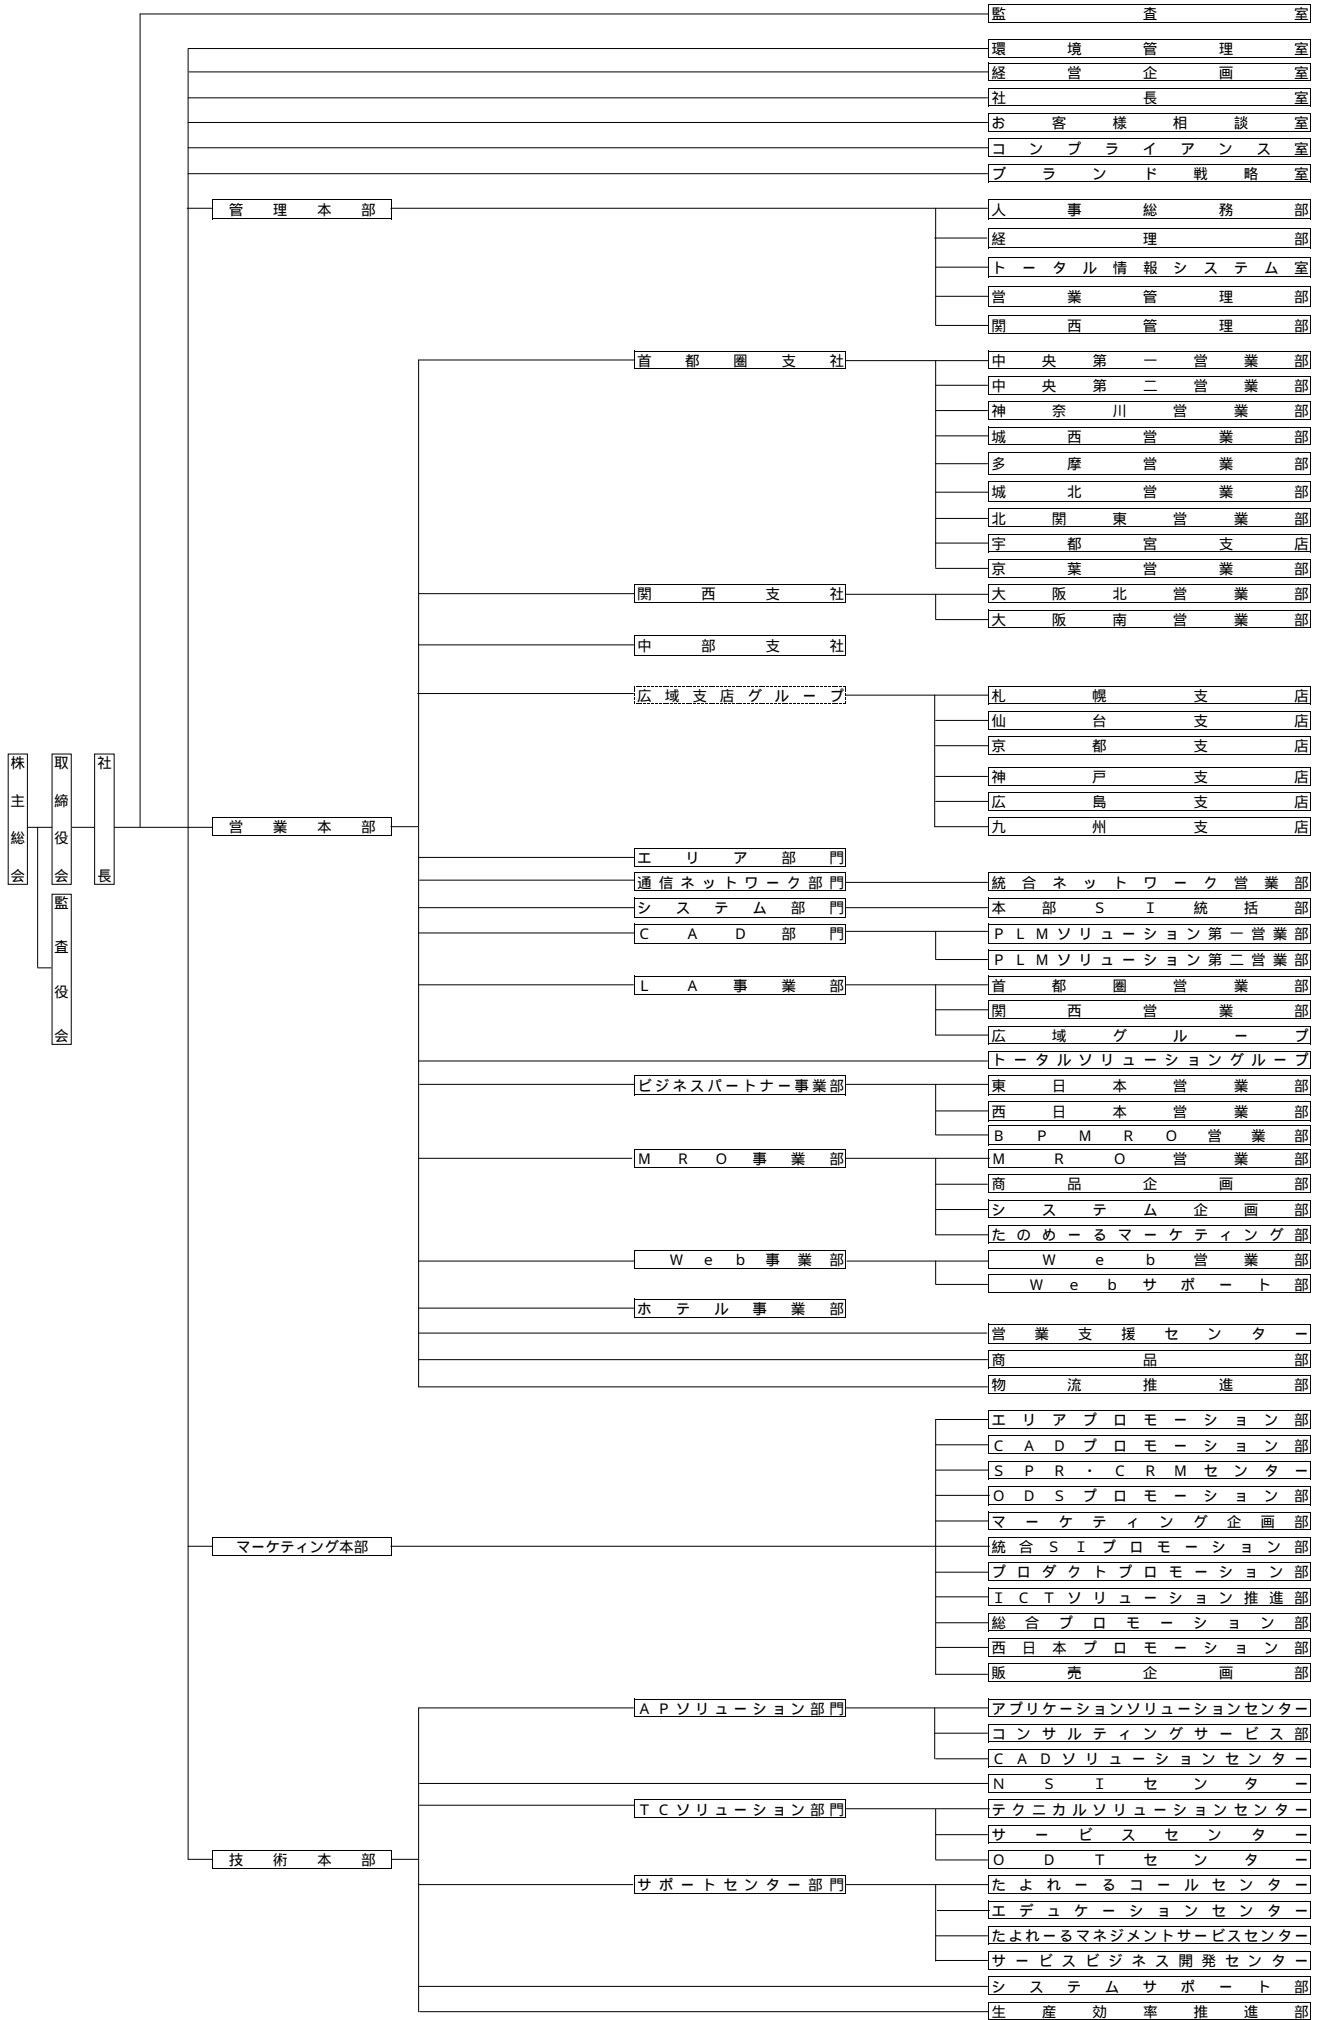 監査室
環境管理室
経営企画室
社長室
お客様相談室
コンプライアンス室
ブランド戦略室
管理本部
人事総務部
経理部
トータル情報システム室
営業管理部
関西管理部
首都圏支社
中央第一営業部
中央第二営業部
神奈川営業部
城西営業部
多摩営業部
城北営業部
北関東営業部
宇都宮支店
京葉営業部
関西支社
大阪北営業部
大阪南営業部
中部支社
広域支店グループ
札幌支店
仙台支店
京都支店
神戸支店
広島支店
九州支店
株主総会
取締役会
社長
監査役会
営業本部
エリア部門
通信ネットワーク部門
統合ネットワーク営業部
システム部門
本部SI統括部
CAD部門
PLMソリューション第一営業部
PLMソリューション第二営業部
LA事業部
首都圏営業部
関西営業部
広域グループ
トータルソリューショングループ
ビジネスパートナー事業部
東日本営業部
西日本営業部
BPMRO営業部
MRO事業部
MRO営業部
商品企画部
システム企画部
たのめーるマーケティング部
Web事業部
Web営業部
Webサポート部
ホテル事業部
営業支援センター
商品部
物流推進部
マーケティング本部
エリアプロモーション部
CADプロモーション部
SPR・CRMセンター
ODSプロモーション部
マーケティング企画部
統合SIプロモーション部
プロダクトプロモーション部
ICTソリューション推進部
総合プロモーション部
西日本プロモーション部
販売企画部
技術本部
APソリューション部門
アプリケーションソリューションセンター
コンサルティングサービス部
CADソリューションセンター
NSIセンター
TCソリューション部門
テクニカルソリューションセンター
サービスセンター
ODTセンター
サポートセンター部門
たよれーるコールセンター
エデュケーションセンター
たよれーるマネジメントサービスセンター
サービスビジネス開発センター
システムサポート部
生産効率推進部